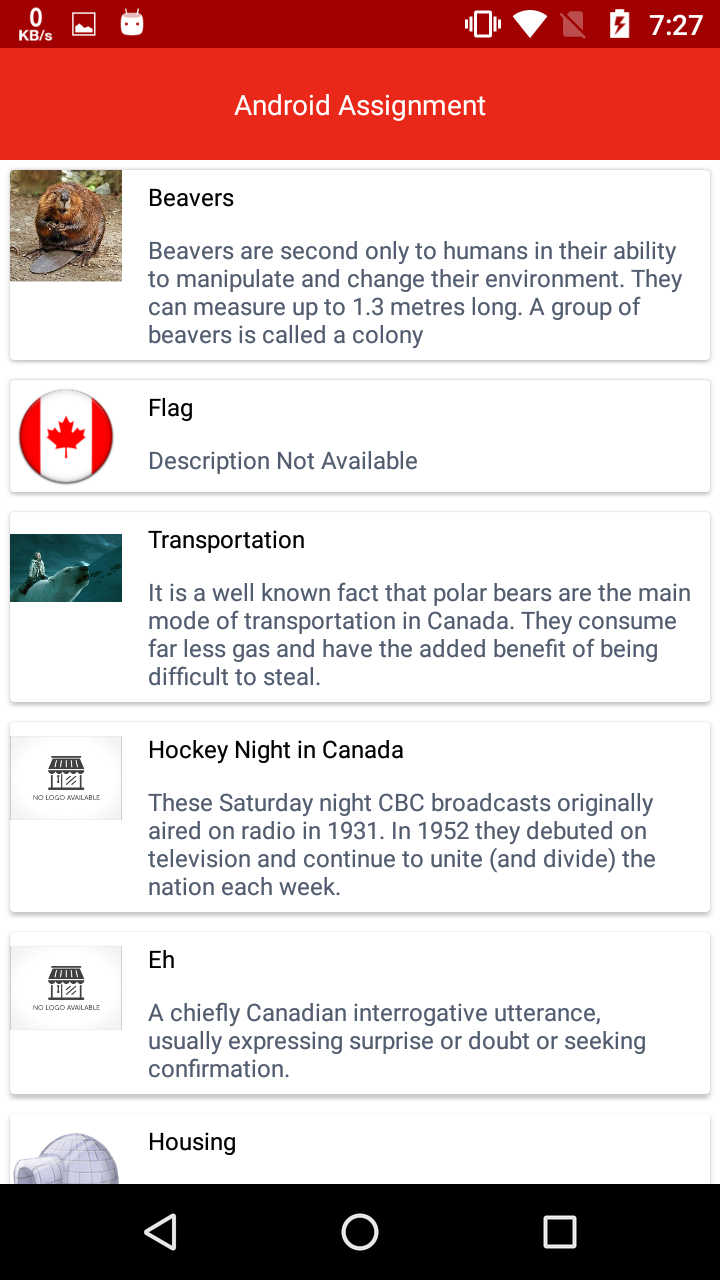 0
KB/s
7:27
Android Assignment
Beavers
Beavers are second only to humans in their ability
to manipulate and change their environment. They
can measure up to 1.3 metres long. A group of
beavers is called a colony
Flag
Description Not Available
Transportation
It is a well known fact that polar bears are the main
mode of transportation in Canada. They consume
far less gas and have the added benefit of being
difficult to steal.
Hockey Night in Canada
NO LOGO AVAILABLE
These Saturday night CBC broadcasts originally
aired on radio in 1931. In 1952 they debuted on
television and continue to unite (and divide) the
nation each week.
Eh
NO LOGO AVAILABLE
A chiefly Canadian interrogative utterance,
usually expressing surprise or doubt or seeking
confirmation.
Housing